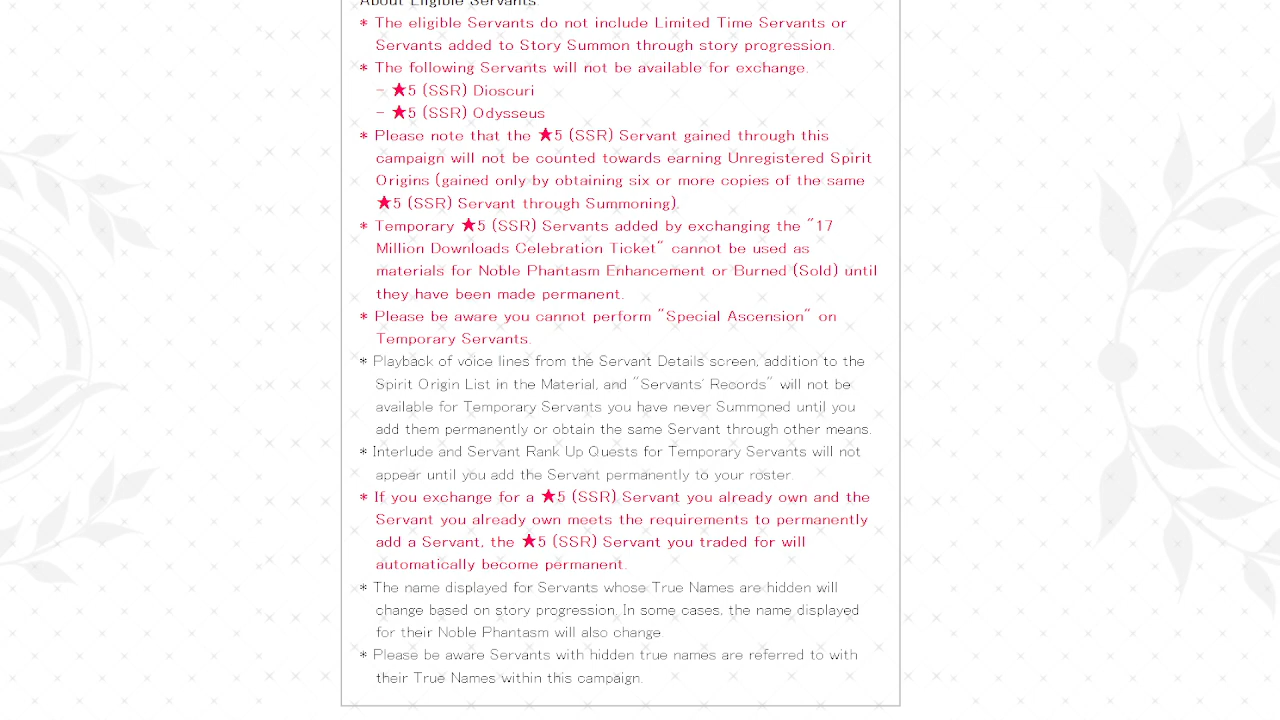 About Eligible Servants
* The eligible Servants do not include Limited Time Servants or
Servants added to Story Summon through story progression.
* The following Servants will not be available for exchange.
- ★5 (SSR) Dioscuri
- ★5 (SSR) Odysseus
* Please note that the ★5 (SSR) Servant gained through this
campaign will not be counted towards earning Unregistered Spirit
Origins (gained only by obtaining six or more copies of the same
★5 (SSR) Servant through Summoning).
* Temporary ★5 (SSR) Servants added by exchanging the "17
Million Downloads Celebration Ticket" cannot be used as
materials for Noble Phantasm Enhancement or Burned (Sold) until
they have been made permanent.
* Please be aware you cannot perform "Special Ascension" on
Temporary Servants.
* Playback of voice lines from the Servant Details screen, addition to the
Spirit Origin List in the Material, and "Servants' Records" will not be
available for Temporary Servants you have never Summoned until you
add them permanently or obtain the same Servant through other means.
* Interlude and Servant Rank Up Quests for Temporary Servants will not
appear until you add the Servant permanently to your roster.
* If you exchange for a ★5 (SSR) Servant you already own and the
Servant you already own meets the requirements to permanently
add a Servant, the ★5 (SSR) Servant you traded for will
automatically become permanent.
* The name displayed for Servants whose True Names are hidden will
change based on story progression. In some cases, the name displayed
for their Noble Phantasm will also change
* Please be aware Servants with hidden true names are referred to with
their True Names within this campaign.